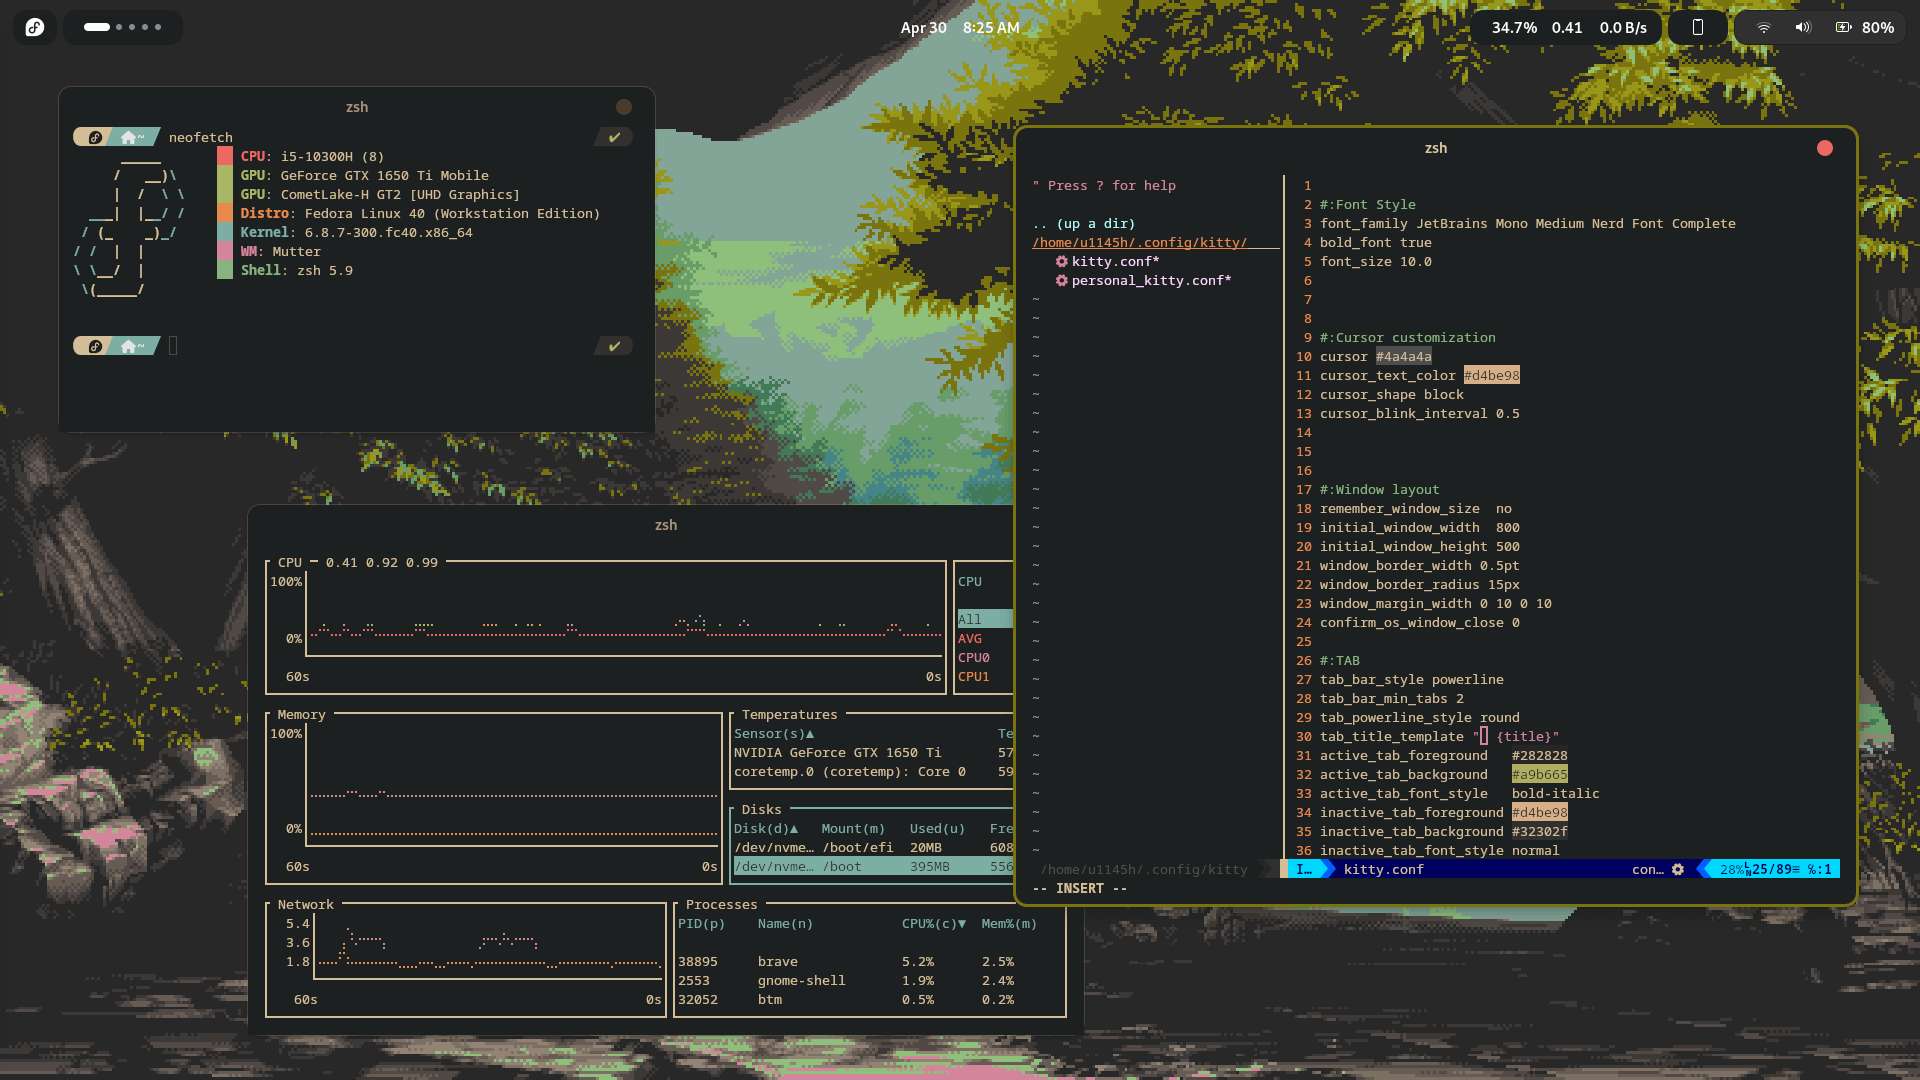 Apr 30 8:25 AM
34.7% 0.41 0.0 B/s
80%
zsh
~ neofetch ✔
CPU: i5-10300H (8)
GPU: GeForce GTX 1650 Ti Mobile
GPU: CometLake-H GT2 [UHD Graphics]
Distro: Fedora Linux 40 (Workstation Edition)
Kernel: 6.8.7-300.fc40.x86_64
WM: Mutter
Shell: zsh 5.9
~ ✔
zsh
CPU — 0.41 0.92 0.99
100%
0%
60s 0s
CPU
All
AVG
CPU0
CPU1
Memory
100%
0%
60s 0s
Temperatures
Sensor(s)▲ Te
NVIDIA GeForce GTX 1650 Ti 57
coretemp.0 (coretemp): Core 0 59
Disks
Disk(d)▲ Mount(m) Used(u) Fre
/dev/nvme… /boot/efi 20MB 608
/dev/nvme… /boot 395MB 556
Network
5.4
3.6
1.8
60s 0s
Processes
PID(p) Name(n) CPU%(c)▼ Mem%(m)
38895 brave 5.2% 2.5%
2553 gnome-shell 1.9% 2.4%
32052 btm 0.5% 0.2%
zsh
" Press ? for help
.. (up a dir)
/home/u1145h/.config/kitty/
kitty.conf*
personal_kitty.conf*
1
2 #:Font Style
3 font_family JetBrains Mono Medium Nerd Font Complete
4 bold_font true
5 font_size 10.0
6
7
8
9 #:Cursor customization
10 cursor #4a4a4a
11 cursor_text_color #d4be98
12 cursor_shape block
13 cursor_blink_interval 0.5
14
15
16
17 #:Window layout
18 remember_window_size  no
19 initial_window_width  800
20 initial_window_height 500
21 window_border_width 0.5pt
22 window_border_radius 15px
23 window_margin_width 0 10 0 10
24 confirm_os_window_close 0
25
26 #:TAB
27 tab_bar_style powerline
28 tab_bar_min_tabs 2
29 tab_powerline_style round
30 tab_title_template " {title}"
31 active_tab_foreground   #282828
32 active_tab_background   #a9b665
33 active_tab_font_style   bold-italic
34 inactive_tab_foreground #d4be98
35 inactive_tab_background #32302f
36 inactive_tab_font_style normal
/home/u1145h/.config/kitty I… kitty.conf con… 28% 25/89≡ %:1
-- INSERT --